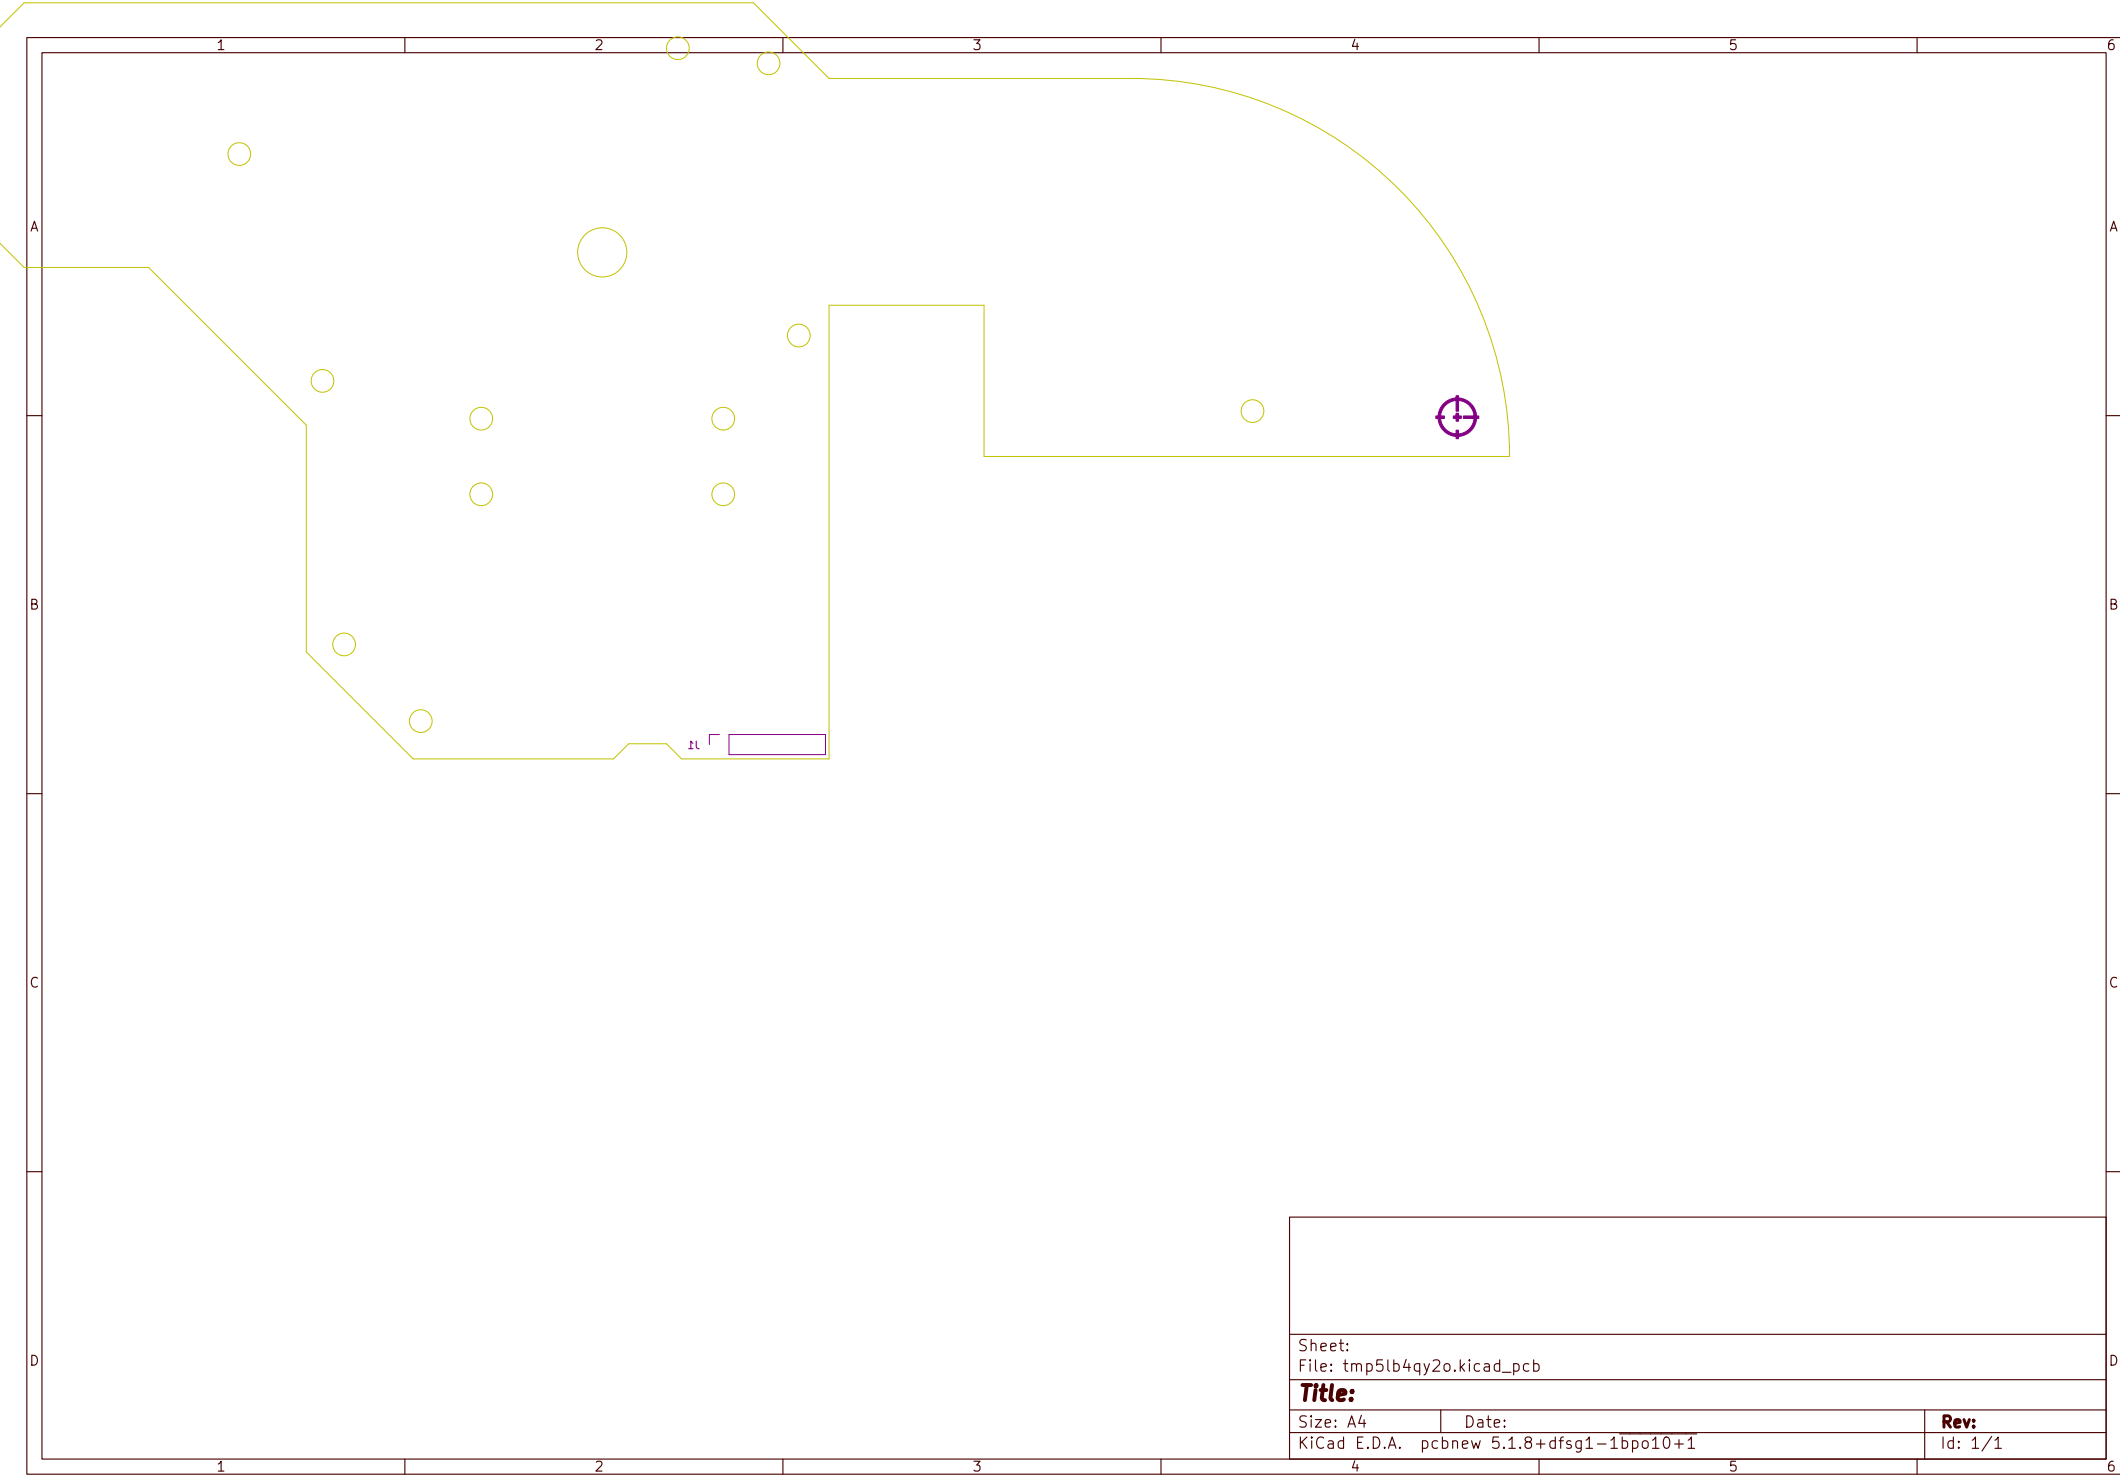 1 2 3 4 5 6
A A
J1
B B
C C
Sheet:
File: tmp5lb4qy2o.kicad_pcb
D D
Title:
Size: A4 Date: Rev:
KiCad E.D.A. pcbnew 5.1.8+dfsg1-1bpo10+1 Id: 1/1
1 2 3 4 5 6